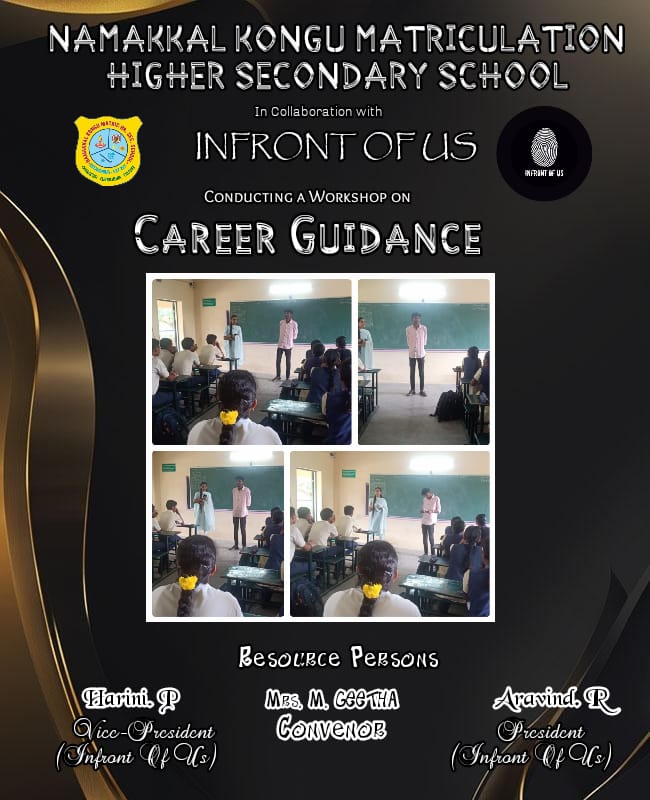 NAMAKKAL KONGU MATRICULATION
HIGHER SECONDARY SCHOOL
In Collaboration with
INFRONT OF US
INFRONT OF US
CONDUCTING A WORKSHOP ON
CAREER GUIDANCE
Resource Persons
Harini. P
Vice-President
(Infront Of Us)
MRS. M. GEETHA
CONVENOR
Aravind. R
President
(Infront Of Us)